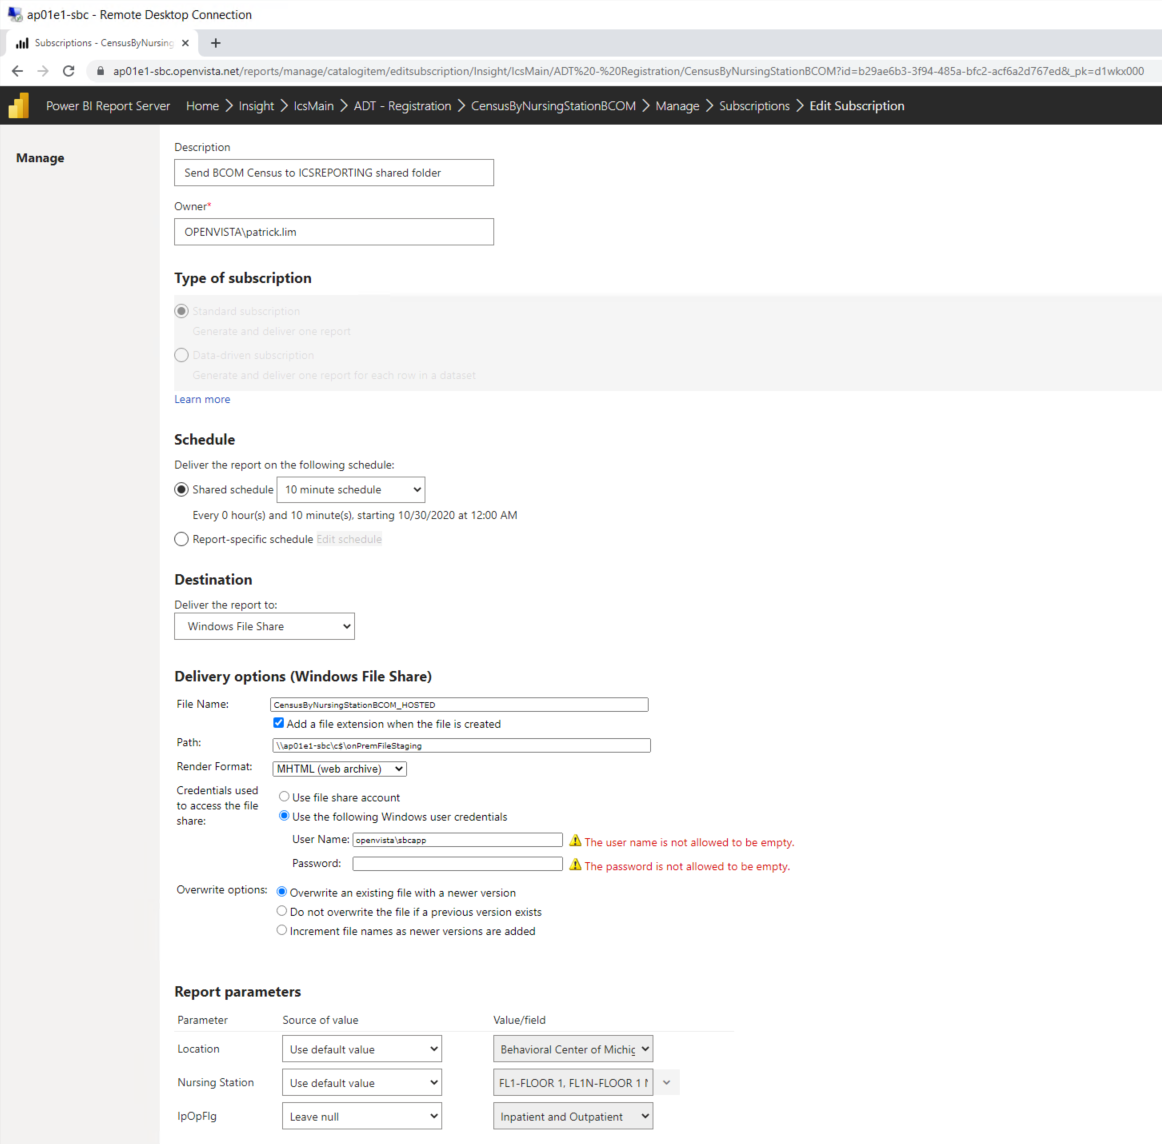 ap01e1-sbc - Remote Desktop Connection
Subscriptions - CensusByNursing
ap01e1-sbc.openvista.net/reports/manage/catalogitem/editsubscription/Insight/IcsMain/ADT%20-%20Registration/CensusByNursingStationBCOM?id=b29ae6b3-3f94-485a-bfc2-acf6a2d767ed&_pk=d1wkx000
Power BI Report Server Home > Insight > IcsMain > ADT - Registration > CensusByNursingStationBCOM > Manage > Subscriptions > Edit Subscription
Manage
Description
Send BCOM Census to ICSREPORTING shared folder
Owner*
OPENVISTA\patrick.lim
Type of subscription
Standard subscription
Generate and deliver one report
Data-driven subscription
Generate and deliver one report for each row in a dataset
Learn more
Schedule
Deliver the report on the following schedule:
Shared schedule 10 minute schedule
Every 0 hour(s) and 10 minute(s), starting 10/30/2020 at 12:00 AM
Report-specific schedule Edit schedule
Destination
Deliver the report to:
Windows File Share
Delivery options (Windows File Share)
File Name: CensusByNursingStationBCOM_HOSTED
Add a file extension when the file is created
Path: \\ap01e1-sbc\c$\onPremFileStaging
Render Format: MHTML (web archive)
Credentials used
to access the file
share:
Use file share account
Use the following Windows user credentials
User Name: openvista\sbcapp The user name is not allowed to be empty.
Password: The password is not allowed to be empty.
Overwrite options: Overwrite an existing file with a newer version
Do not overwrite the file if a previous version exists
Increment file names as newer versions are added
Report parameters
Parameter Source of value Value/field
Location Use default value Behavioral Center of Michig
Nursing Station Use default value FL1-FLOOR 1, FL1N-FLOOR 1
IpOpFlg Leave null Inpatient and Outpatient